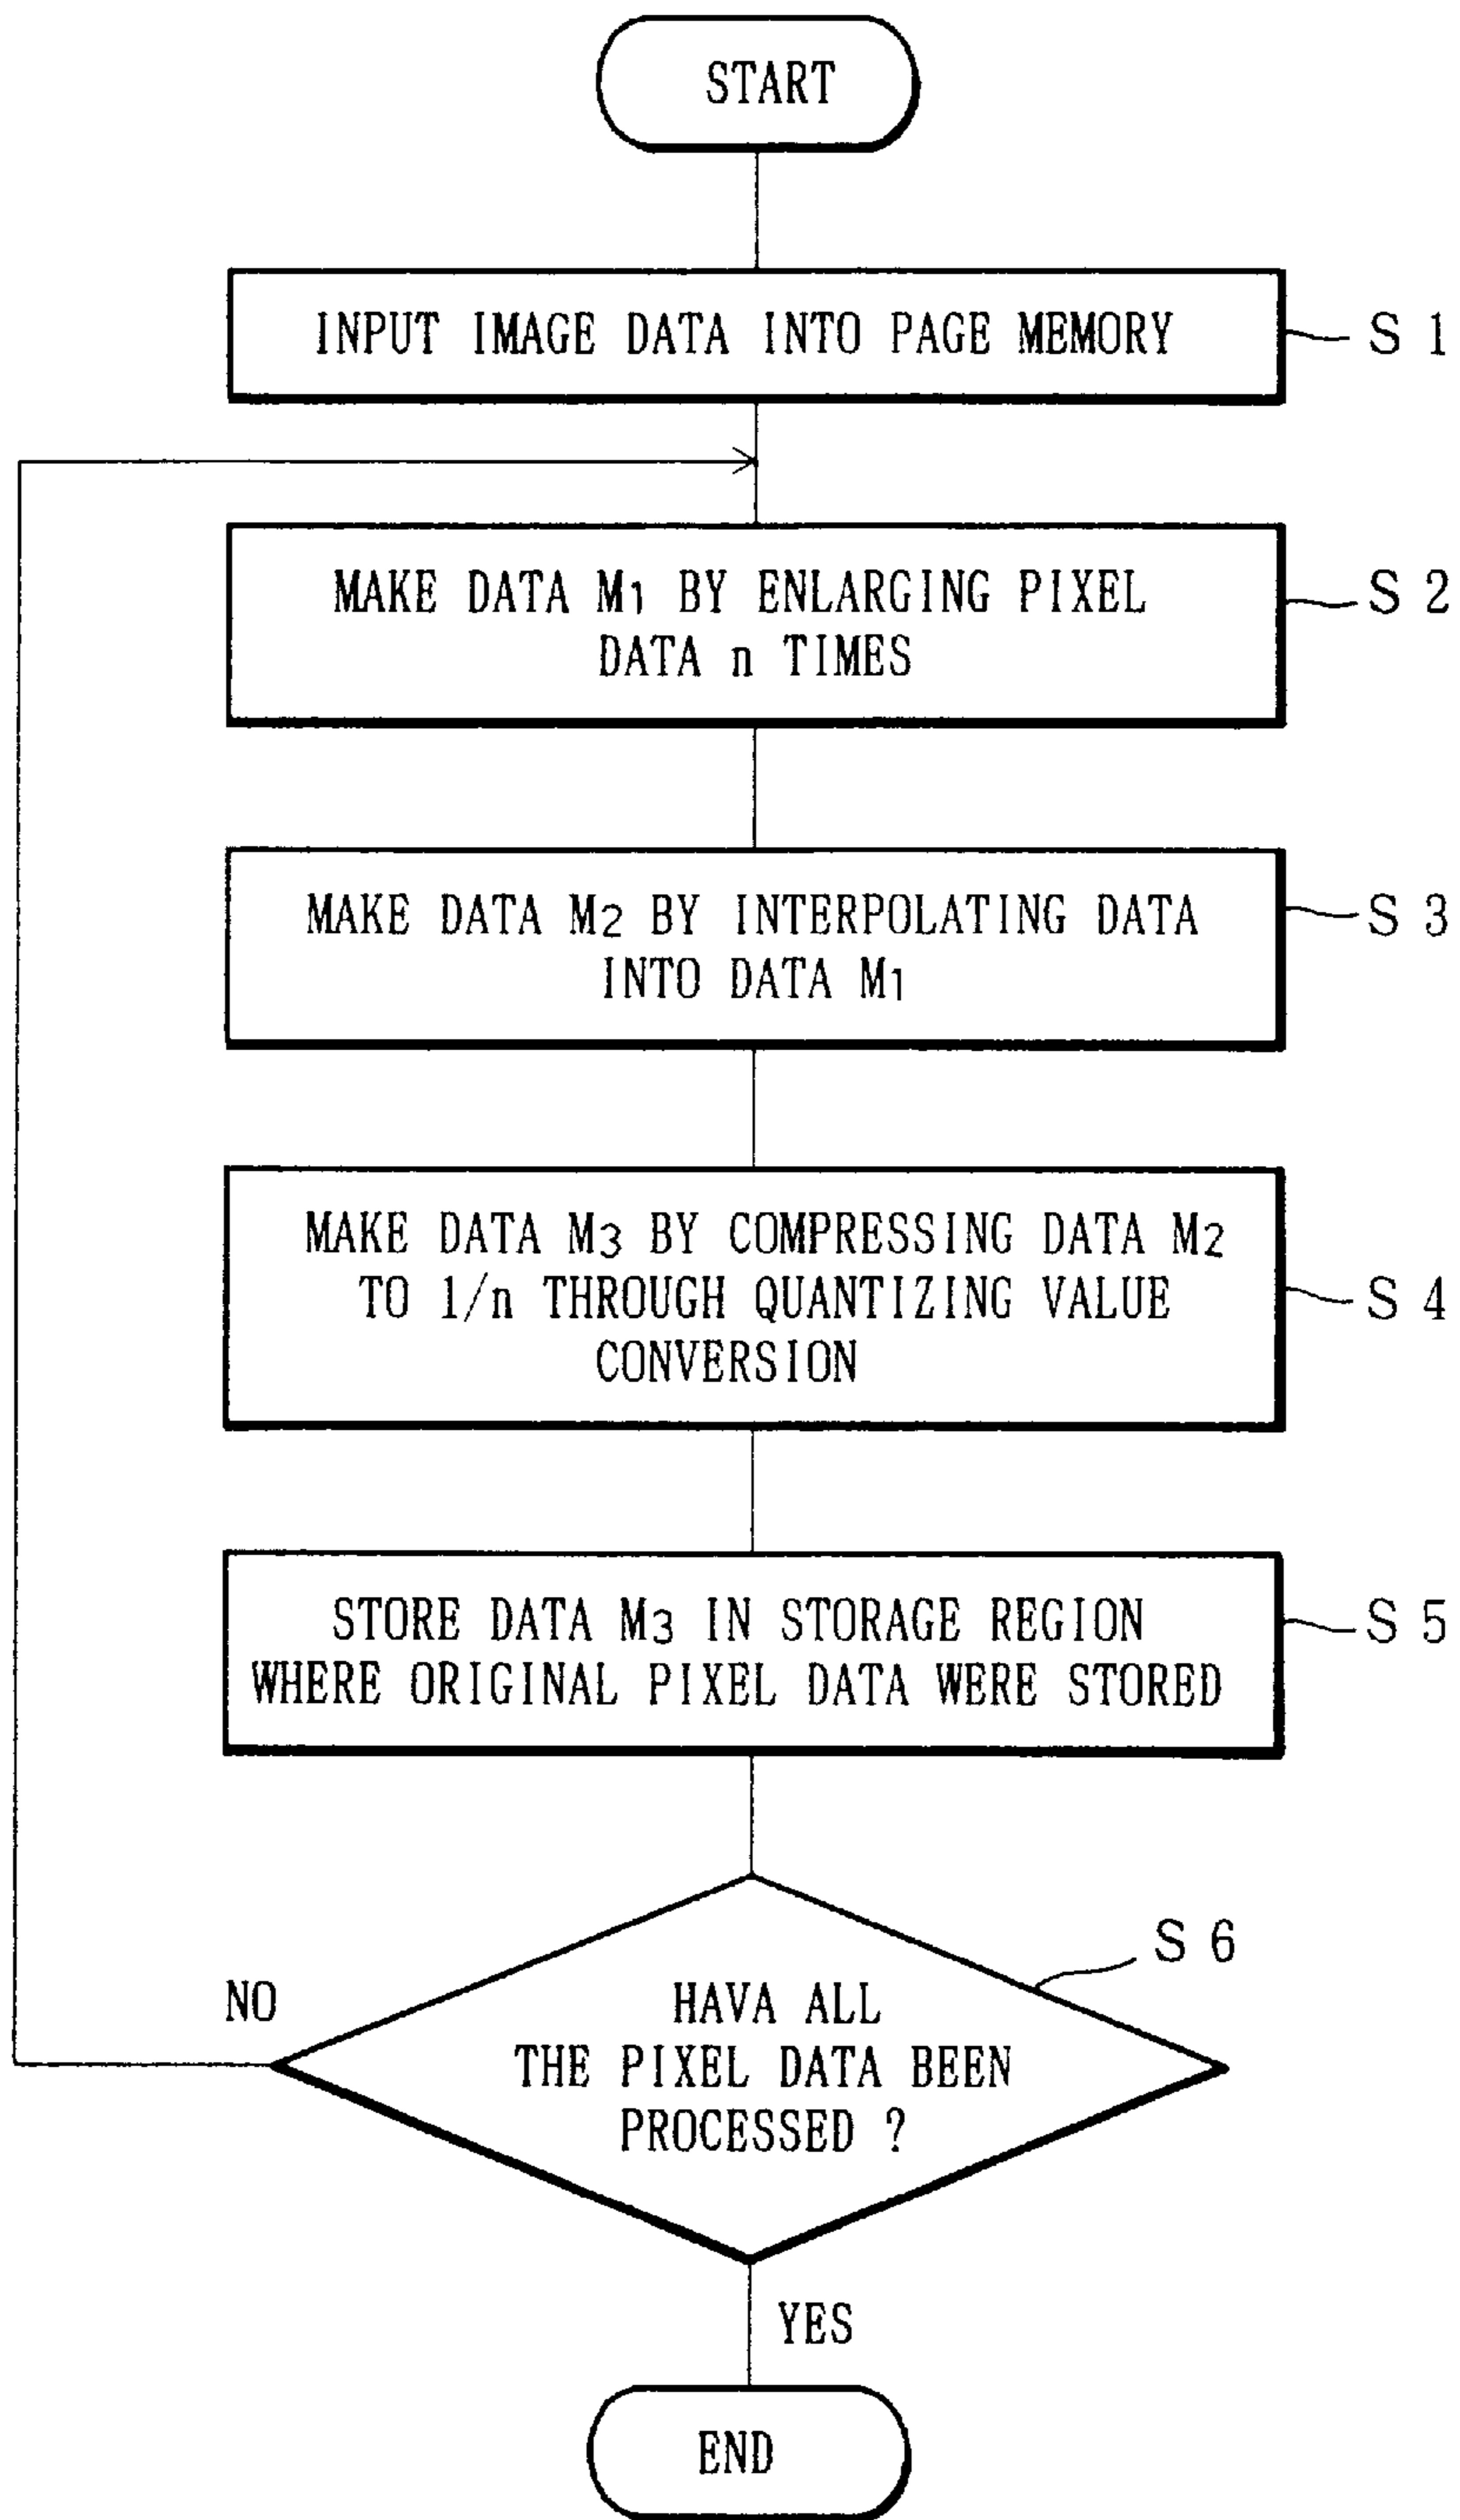 START
INPUT IMAGE DATA INTO PAGE MEMORY
S 1
MAKE DATA M1 BY ENLARGING PIXEL
DATA n TIMES
S 2
MAKE DATA M2 BY INTERPOLATING DATA
INTO DATA M1
S 3
MAKE DATA M3 BY COMPRESSING DATA M2
TO 1/n THROUGH QUANTIZING VALUE
CONVERSION
S 4
STORE DATA M3 IN STORAGE REGION
WHERE ORIGINAL PIXEL DATA WERE STORED
S 5
S 6
NO
HAVA ALL
THE PIXEL DATA BEEN
PROCESSED ?
YES
END